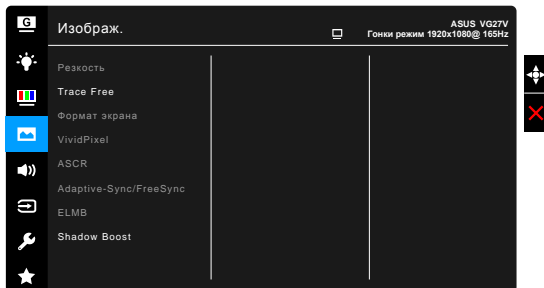 G
Изображ.
ASUS VG27V
Гонки режим 1920x1080@ 165Hz
Резкость
Trace Free
Формат экрана
VividPixel
ASCR
Adaptive-Sync/FreeSync
ELMB
Shadow Boost